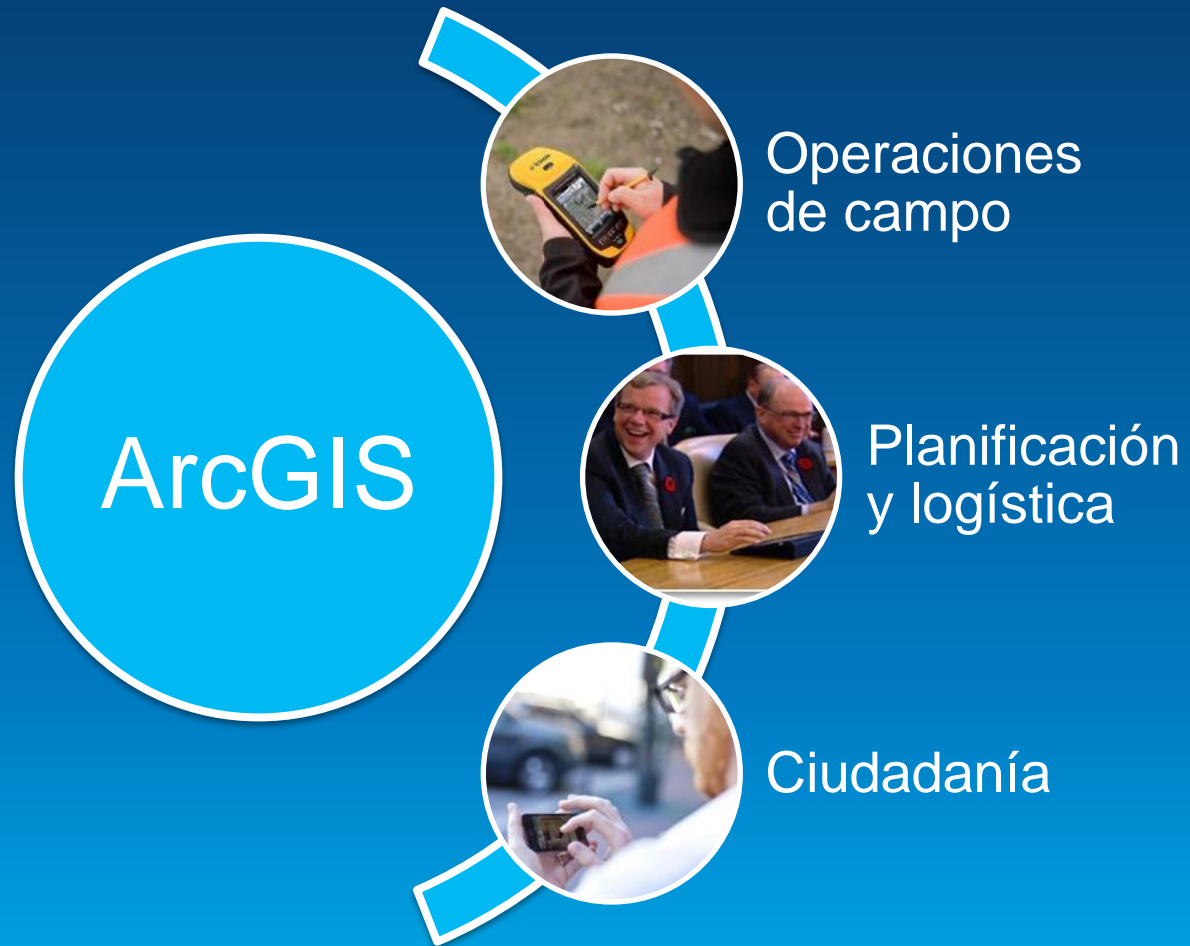 ArcGIS
Operaciones
de campo
Planificación
y logística
Ciudadanía